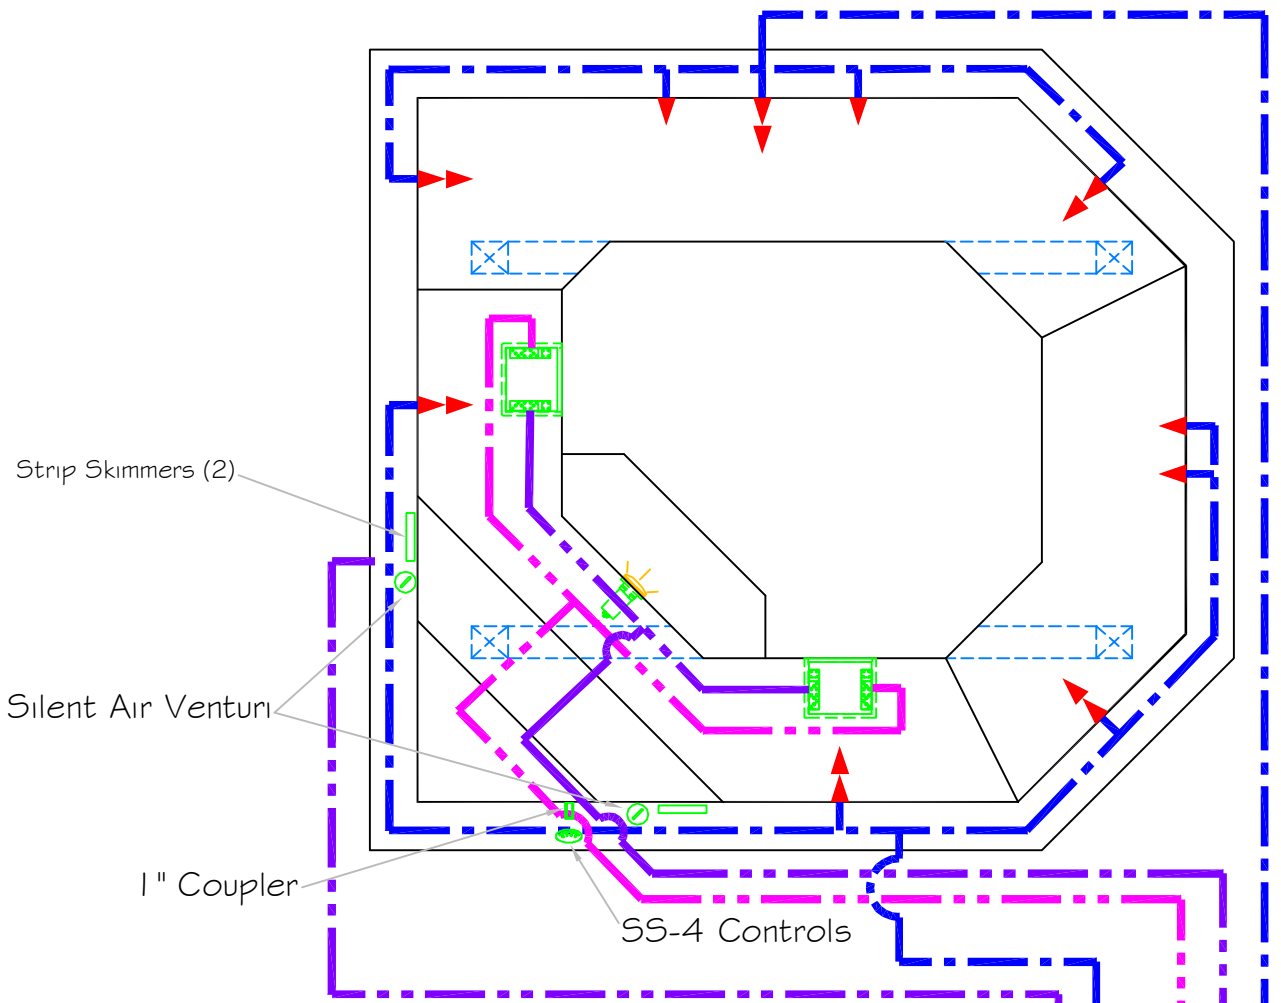 Strip Skimmers (2)
Silent Air Venturi
1" Coupler
SS-4 Controls